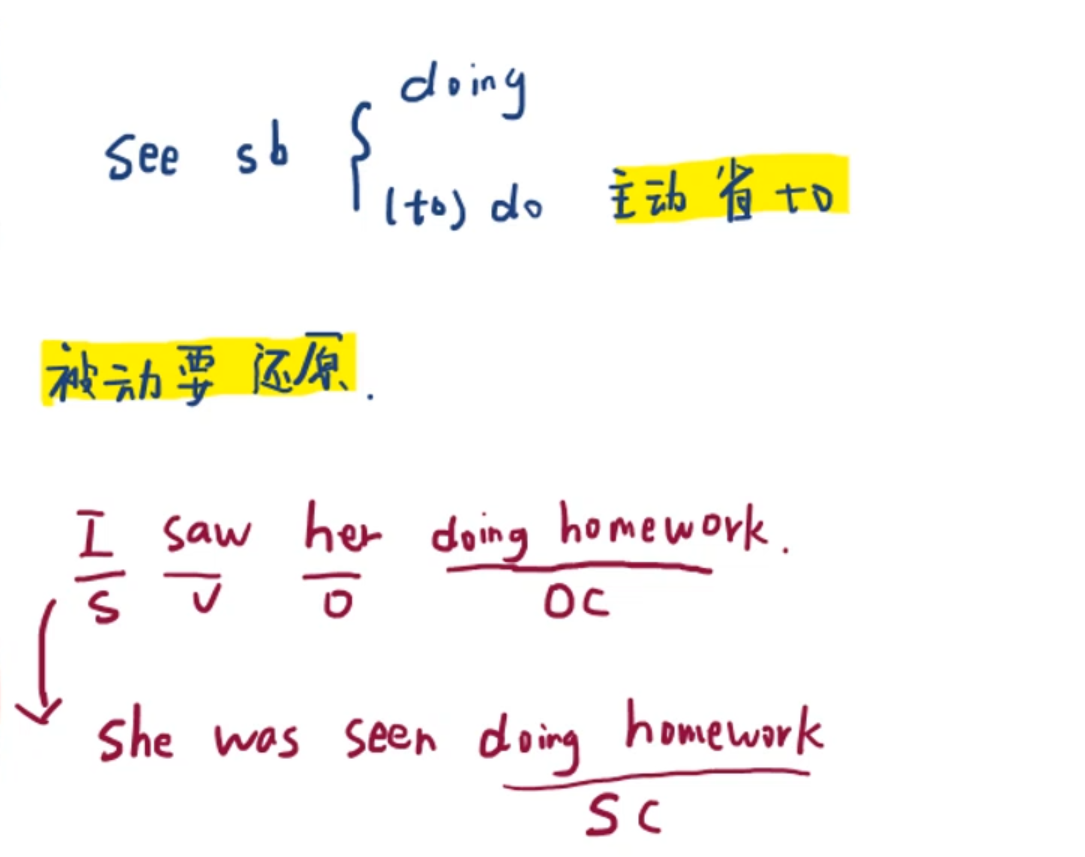 doing
see sb {
(to) do 主动省to
被动要还原.
I saw her doing homework.
S V O OC
She was seen doing homework
SC